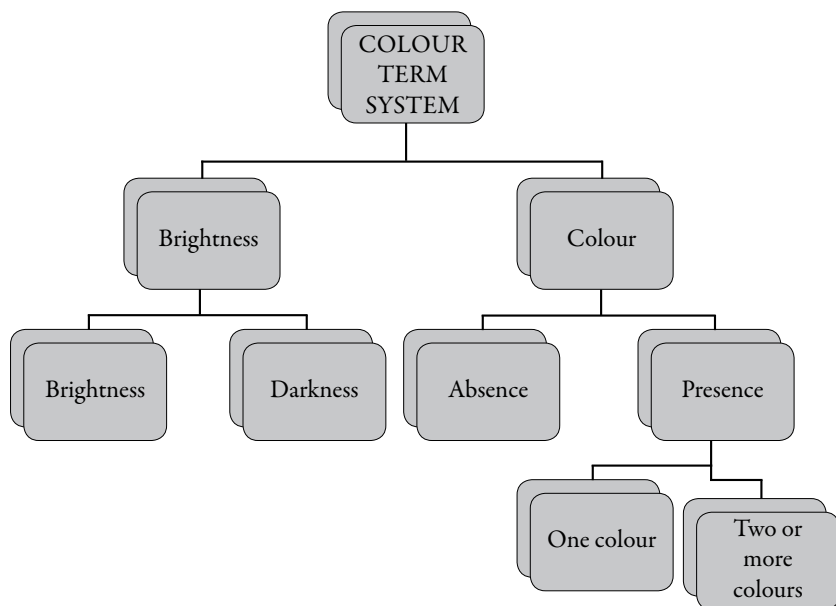 COLOUR
TERM
SYSTEM
Brightness
Colour
Brightness
Darkness
Absence
Presence
One colour
Two or
more
colours